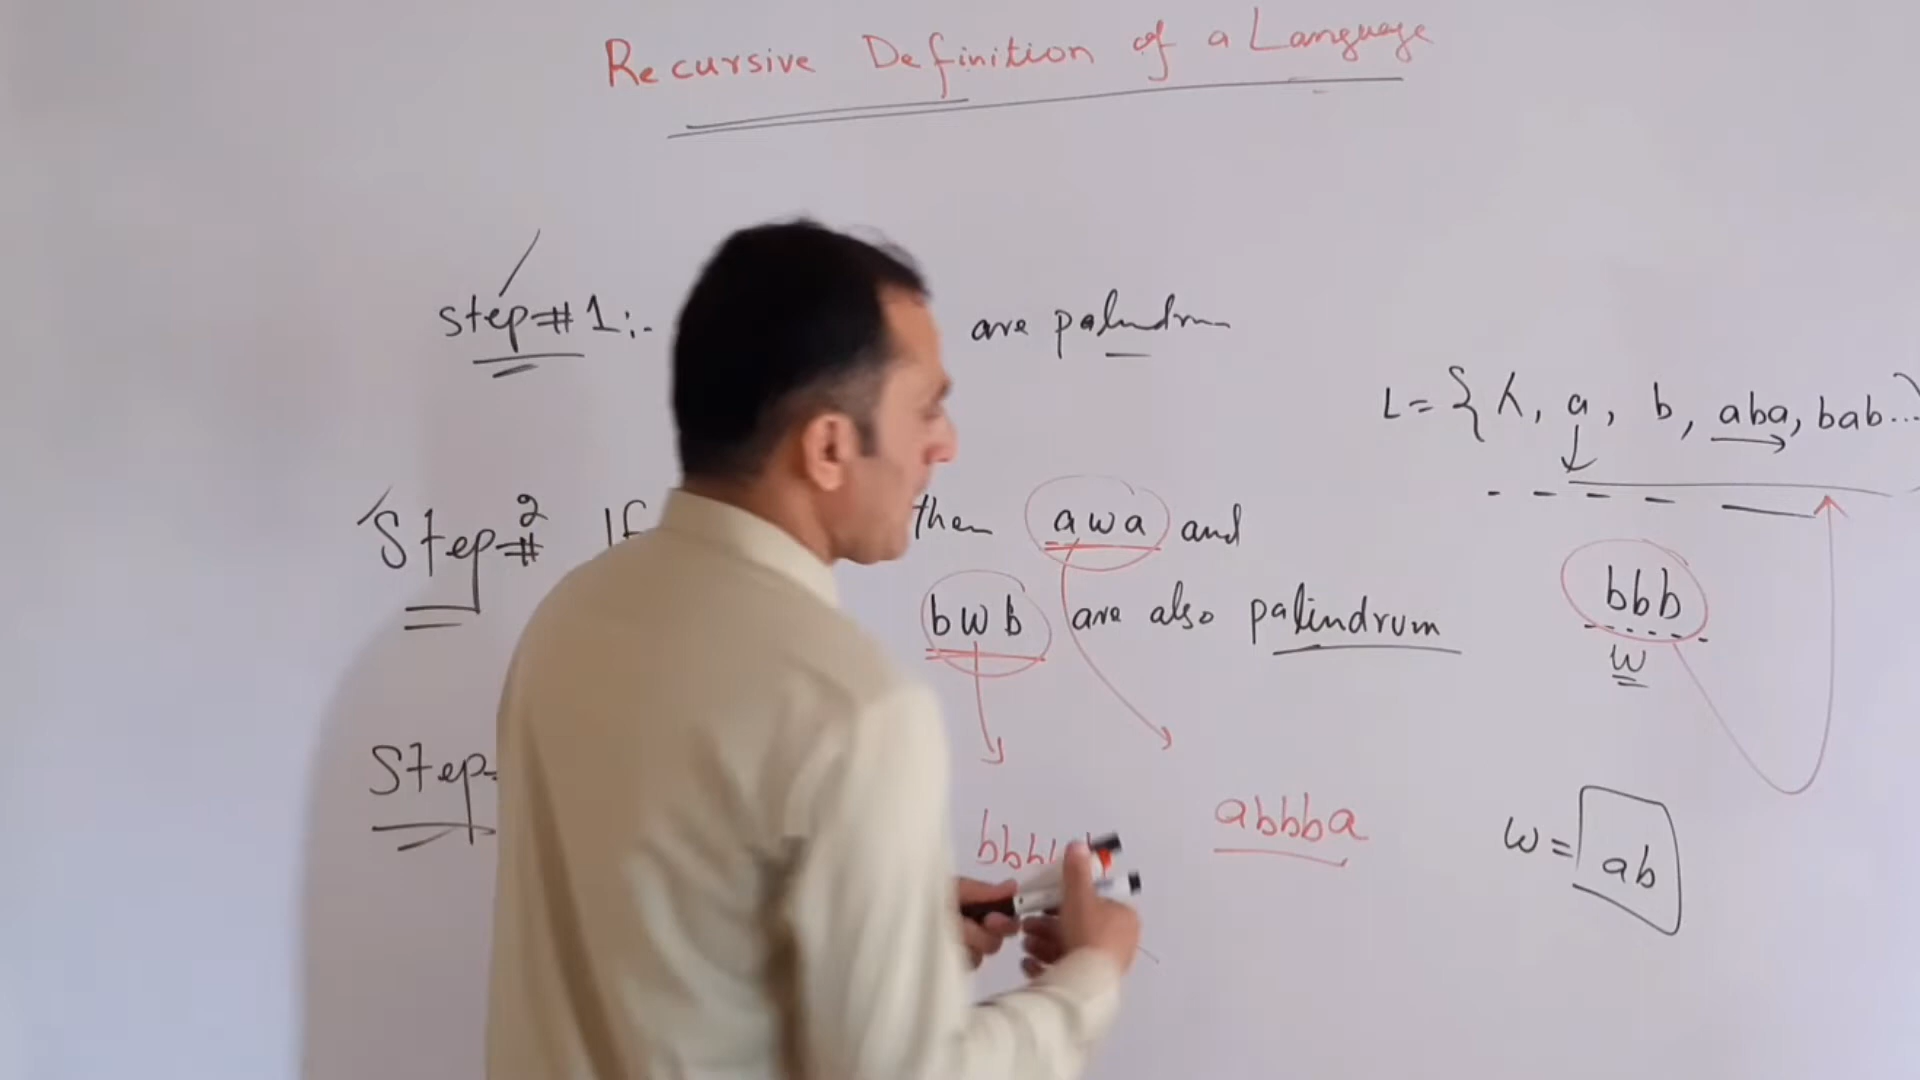 Recursive Definition of a Language
step#1:- are palindrm
L = { Λ, a, b, aba, bab...}
Step#2 If then awa and
bwb are also palindrum
bbb
w
Step
abbba
w = ab